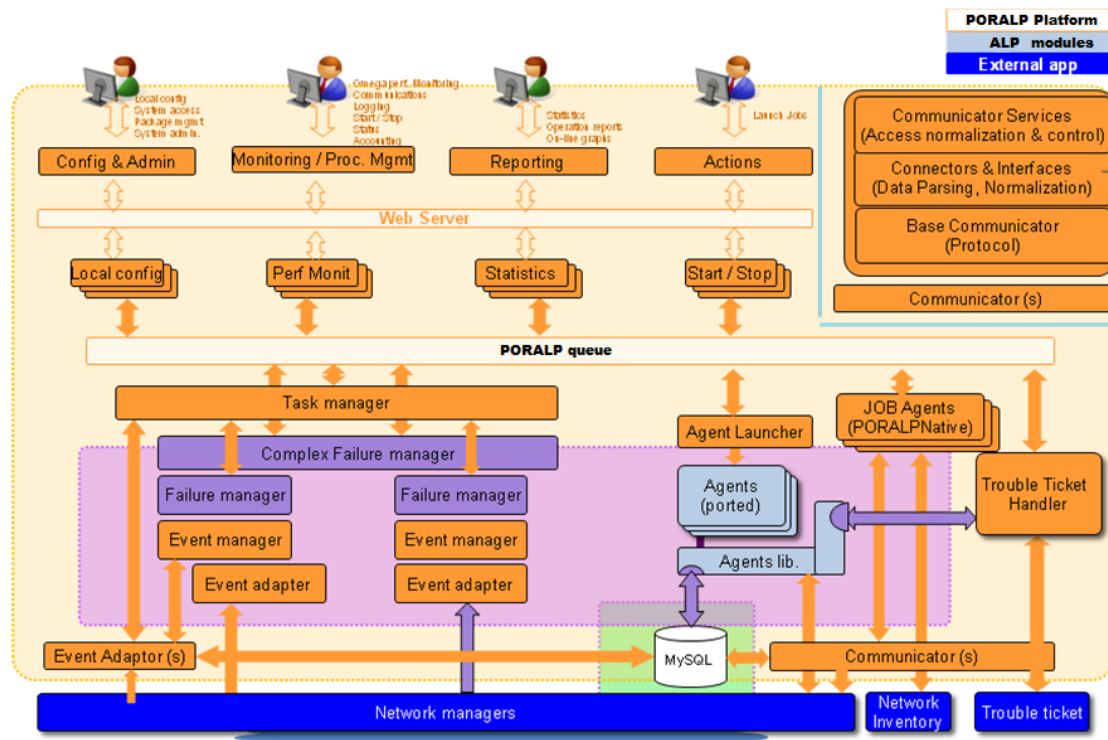 PORALP Platform
ALP modules
External app
Local config
System access
Package mgmt
System admin.
Omega perf. Monitoring
Communications
Logging
Start / Stop
Status
Accounting
Statistics
Operation reports
On-line graphs
Launch Jobs
Config & Admin
Monitoring / Proc. Mgmt
Reporting
Actions
Communicator Services
(Access normalization & control)
Connectors & Interfaces
(Data Parsing, Normalization)
Base Communicator
(Protocol)
Communicator (s)
Web Server
Local config
Perf Monit
Statistics
Start / Stop
PORALP queue
Task manager
Complex Failure manager
Failure manager
Failure manager
Event manager
Event manager
Event adapter
Event adapter
Agent Launcher
JOB Agents
(PORALPNative)
Agents
(ported)
Agents lib.
Trouble Ticket
Handler
Event Adaptor (s)
MySQL
Communicator (s)
Network managers
Network
Inventory
Trouble ticket